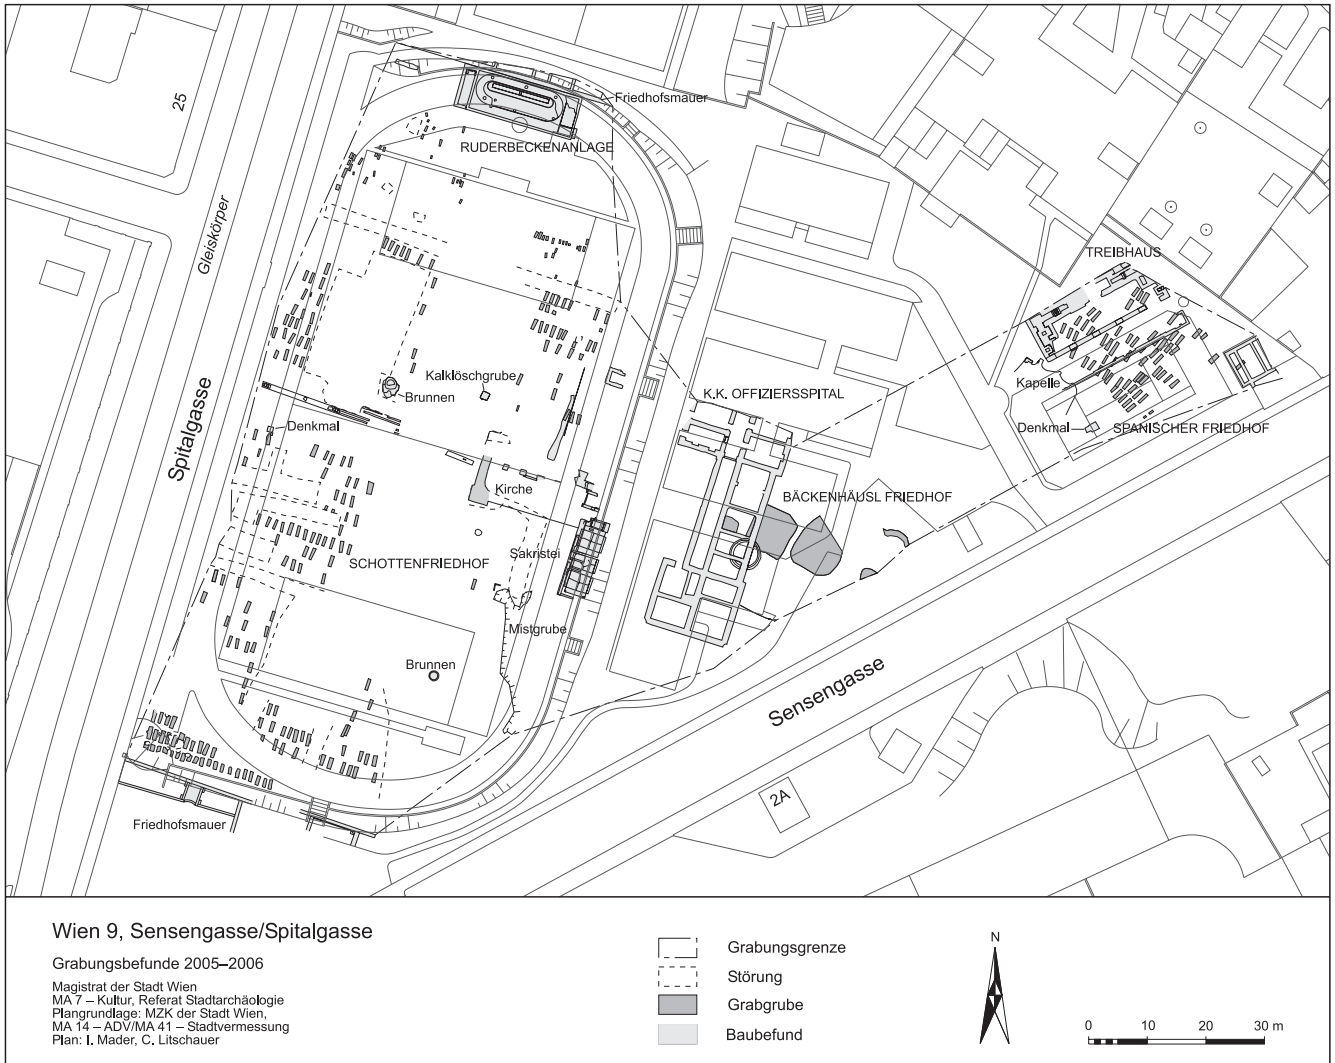 25
Friedhofsmauer
RUDERBECKENANLAGE
Gleiskörper
TREIBHAUS
Kalklöschgrube
Brunnen
Kapelle
K.K. OFFIZIERSSPITAL
Spitalgasse
Denkmal
Denkmal
SPANISCHER FRIEDHOF
Kirche
BÄCKENHÄUSL FRIEDHOF
Sakristei
SCHOTTENFRIEDHOF
Mistgrube
Brunnen
Sensengasse
2A
Friedhofsmauer
Wien 9, Sensengasse/Spitalgasse
Grabungsbefunde 2005–2006
Magistrat der Stadt Wien
MA 7 – Kultur, Referat Stadtarchäologie
Plangrundlage: MZK der Stadt Wien,
MA 14 – ADV/MA 41 – Stadtvermessung
Plan: I. Mader, C. Litschauer
Grabungsgrenze
Störung
Grabgrube
Baubefund
N
0 10 20 30 m